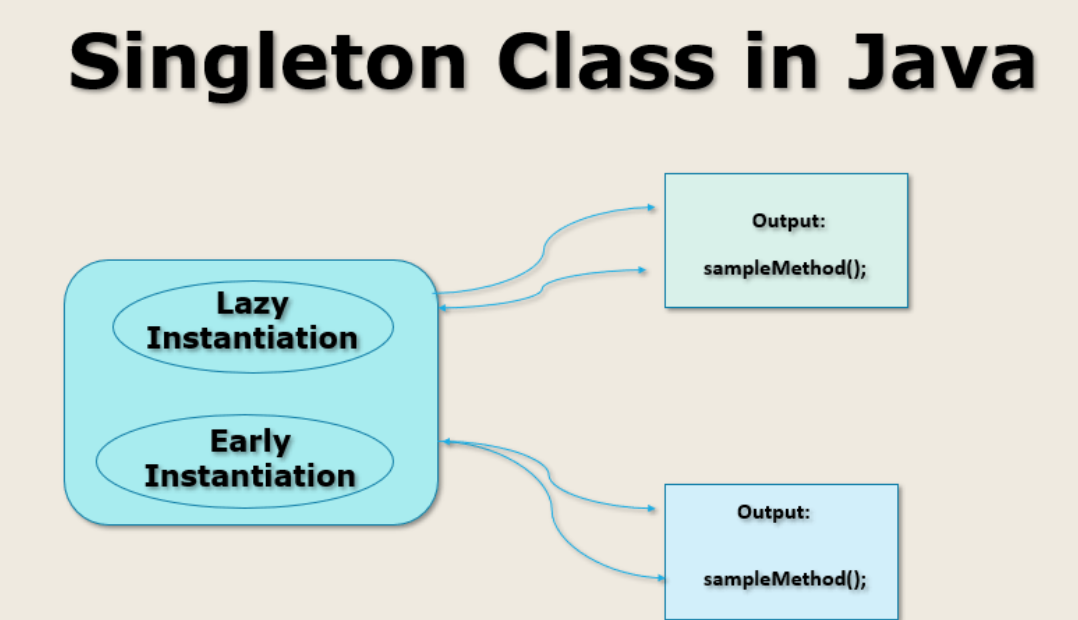 Singleton Class in Java
Output:
sampleMethod();
Lazy
Instantiation
Early
Instantiation
Output:
sampleMethod();